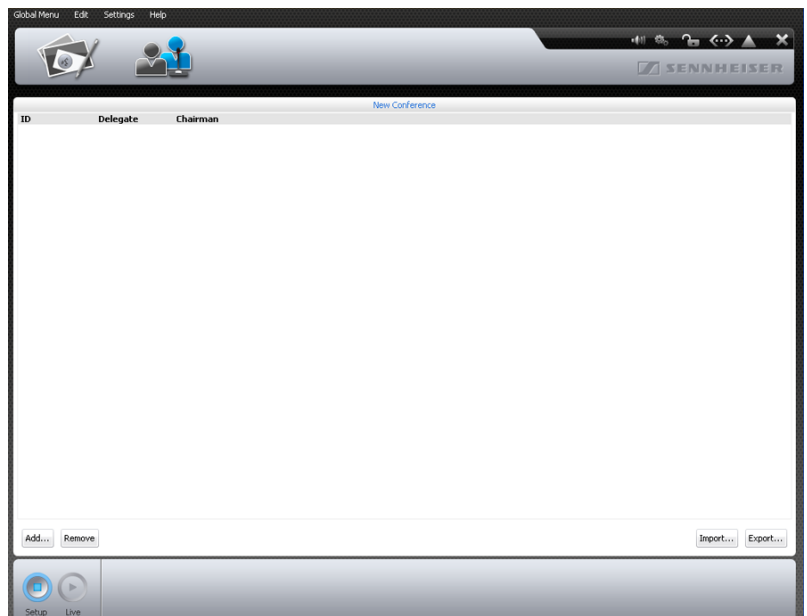 Global Menu Edit Settings Help
SENNHEISER
New Conference
ID Delegate Chairman
Add... Remove Import... Export...
Setup Live